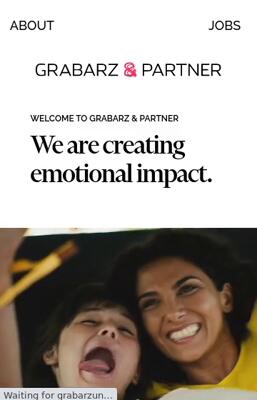 ABOUT JOBS
GRABARZ & PARTNER
WELCOME TO GRABARZ & PARTNER
We are creating
emotional impact.
Waiting for grabarzun...